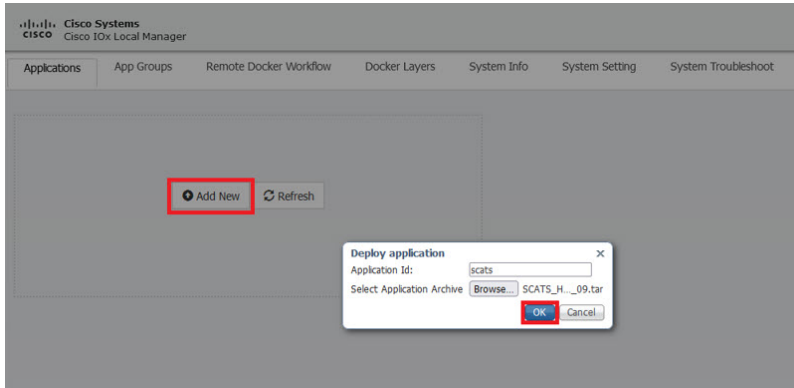 Cisco Systems
CISCO Cisco IOx Local Manager
Applications App Groups Remote Docker Workflow Docker Layers System Info System Setting System Troubleshoot
Add New Refresh
Deploy application ×
Application Id: scats
Select Application Archive Browse... SCATS_H..._09.tar
OK Cancel